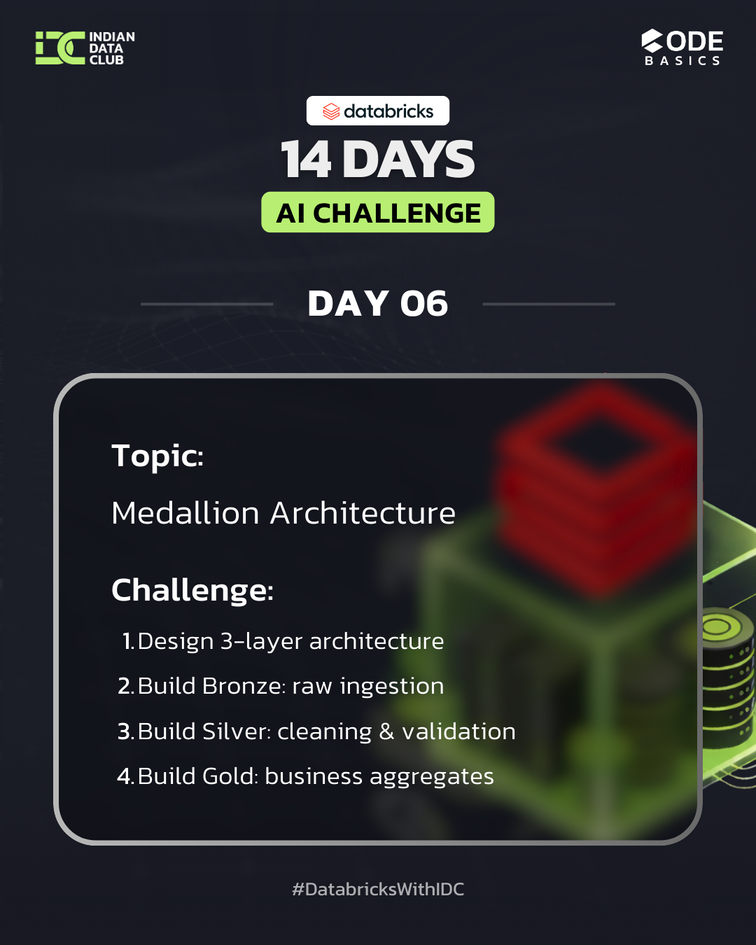 INDIAN
DATA
CLUB
CODE
BASICS
databricks
14 DAYS
AI CHALLENGE
DAY 06
Topic:
Medallion Architecture
Challenge:
1. Design 3-layer architecture
2. Build Bronze: raw ingestion
3. Build Silver: cleaning & validation
4. Build Gold: business aggregates
#DatabricksWithIDC